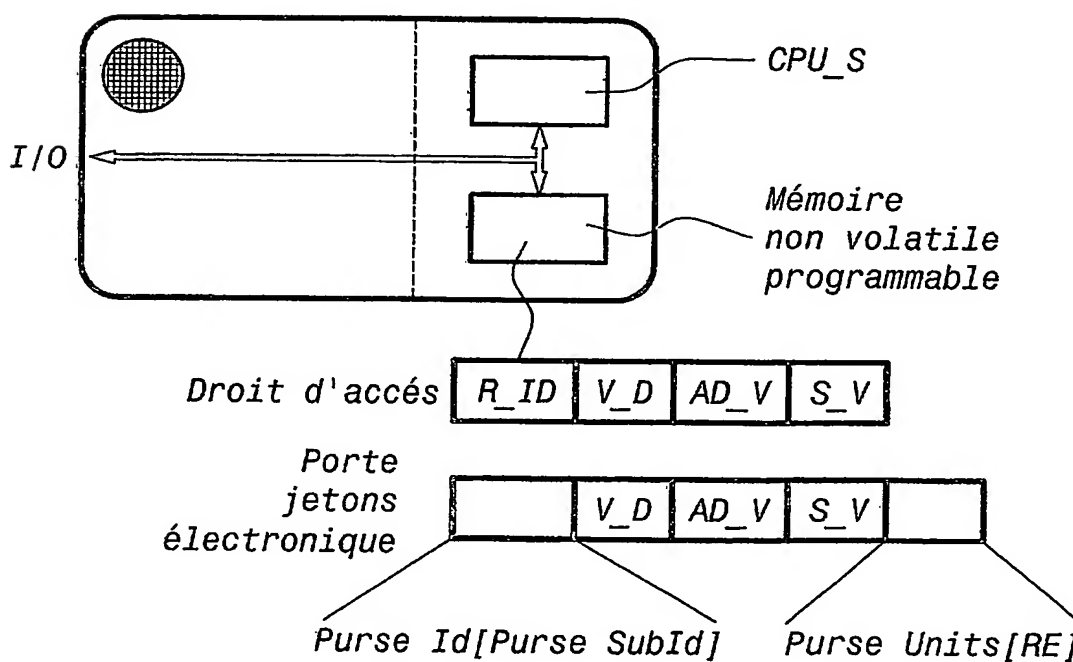 CPU_S
I/O
Mémoire
non volatile
programmable
Droit d'accés
R_ID
V_D
AD_V
S_V
Porte
jetons
électronique
V_D
AD_V
S_V
Purse Id[Purse SubId]
Purse Units[RE]